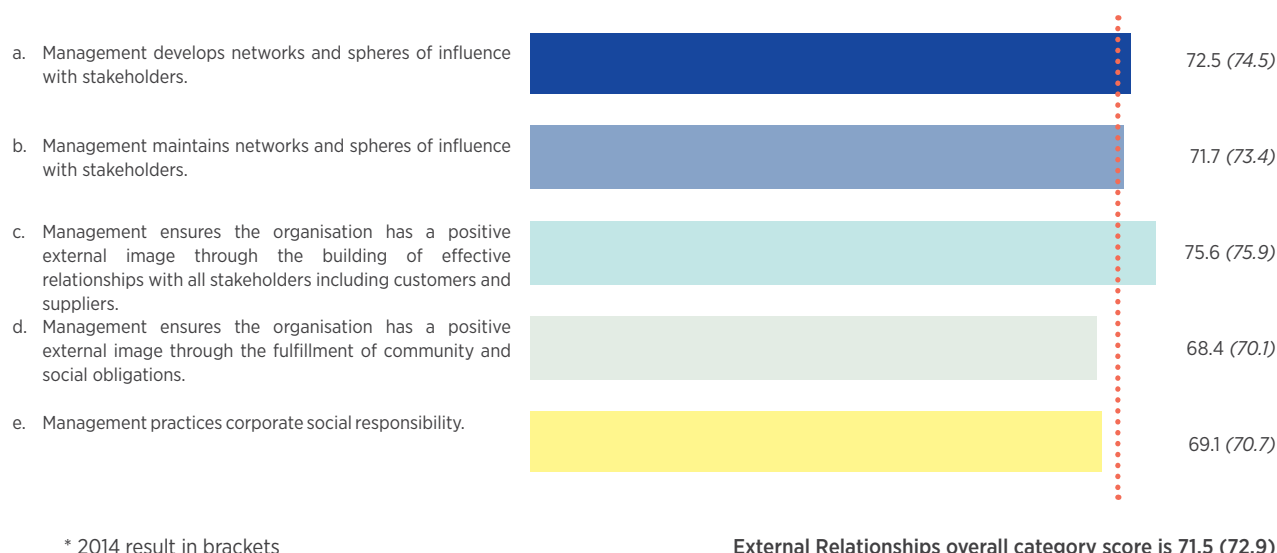 a. Management develops networks and spheres of influence
with stakeholders.
72.5 (74.5)
b. Management maintains networks and spheres of influence
with stakeholders.
71.7 (73.4)
c. Management ensures the organisation has a positive
external image through the building of effective
relationships with all stakeholders including customers and
suppliers.
75.6 (75.9)
d. Management ensures the organisation has a positive
external image through the fulfillment of community and
social obligations.
68.4 (70.1)
e. Management practices corporate social responsibility.
69.1 (70.7)
* 2014 result in brackets
External Relationships overall category score is 71.5 (72.9)